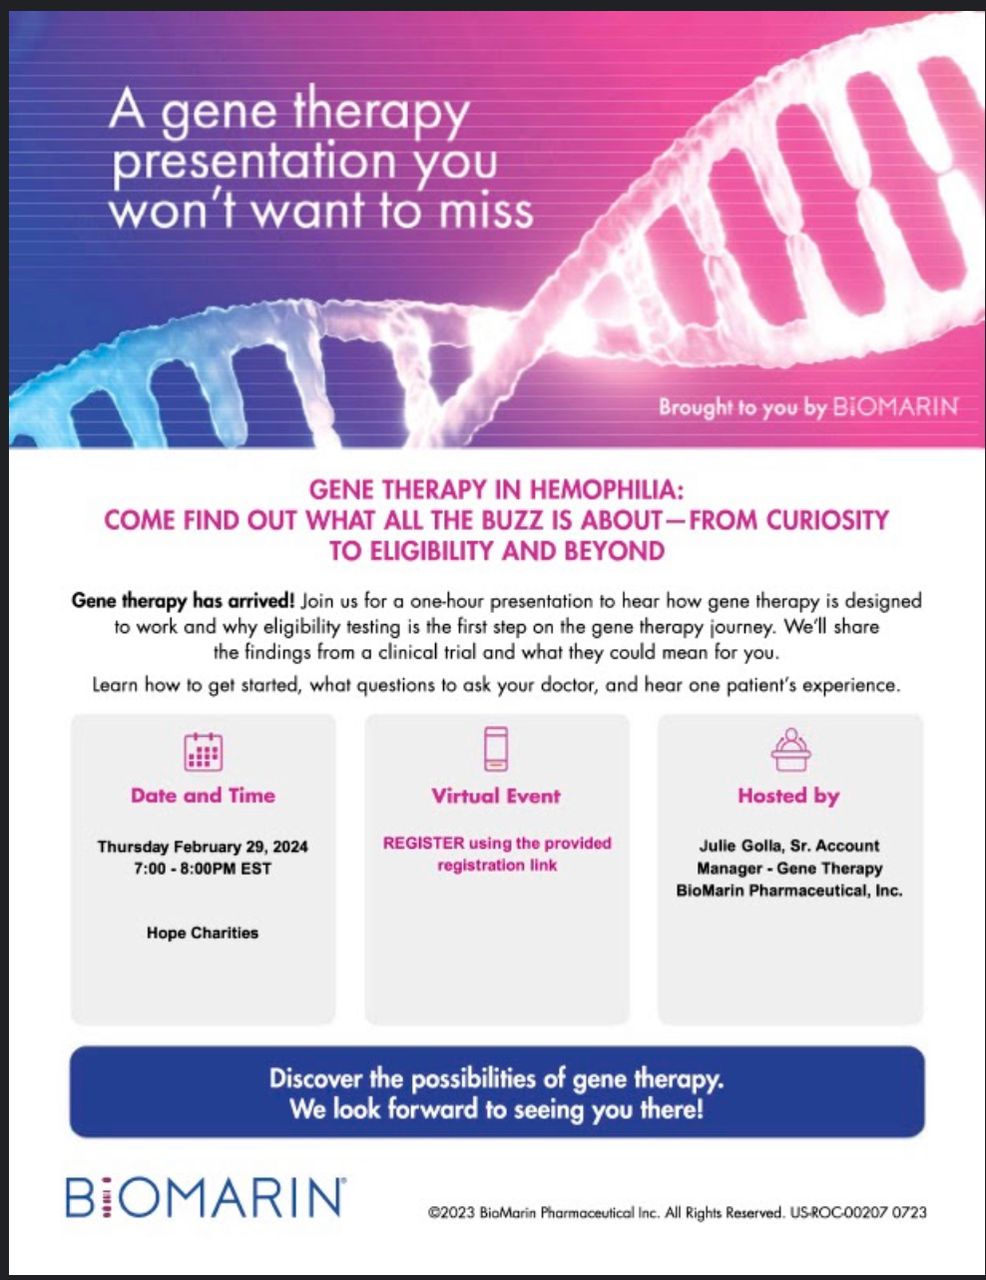 A gene therapy
presentation you
won't want to miss
Brought to you by BiOMARIN
GENE THERAPY IN HEMOPHILIA:
COME FIND OUT WHAT ALL THE BUZZ IS ABOUT—FROM CURIOSITY
TO ELIGIBILITY AND BEYOND
Gene therapy has arrived! Join us for a one-hour presentation to hear how gene therapy is designed
to work and why eligibility testing is the first step on the gene therapy journey. We'll share
the findings from a clinical trial and what they could mean for you.
Learn how to get started, what questions to ask your doctor, and hear one patient's experience.
Date and Time
Thursday February 29, 2024
7:00 - 8:00PM EST
Hope Charities
Virtual Event
REGISTER using the provided
registration link
Hosted by
Julie Golla, Sr. Account
Manager - Gene Therapy
BioMarin Pharmaceutical, Inc.
Discover the possibilities of gene therapy.
We look forward to seeing you there!
BiOMARIN®
©2023 BioMarin Pharmaceutical Inc. All Rights Reserved. US-ROC-00207 0723